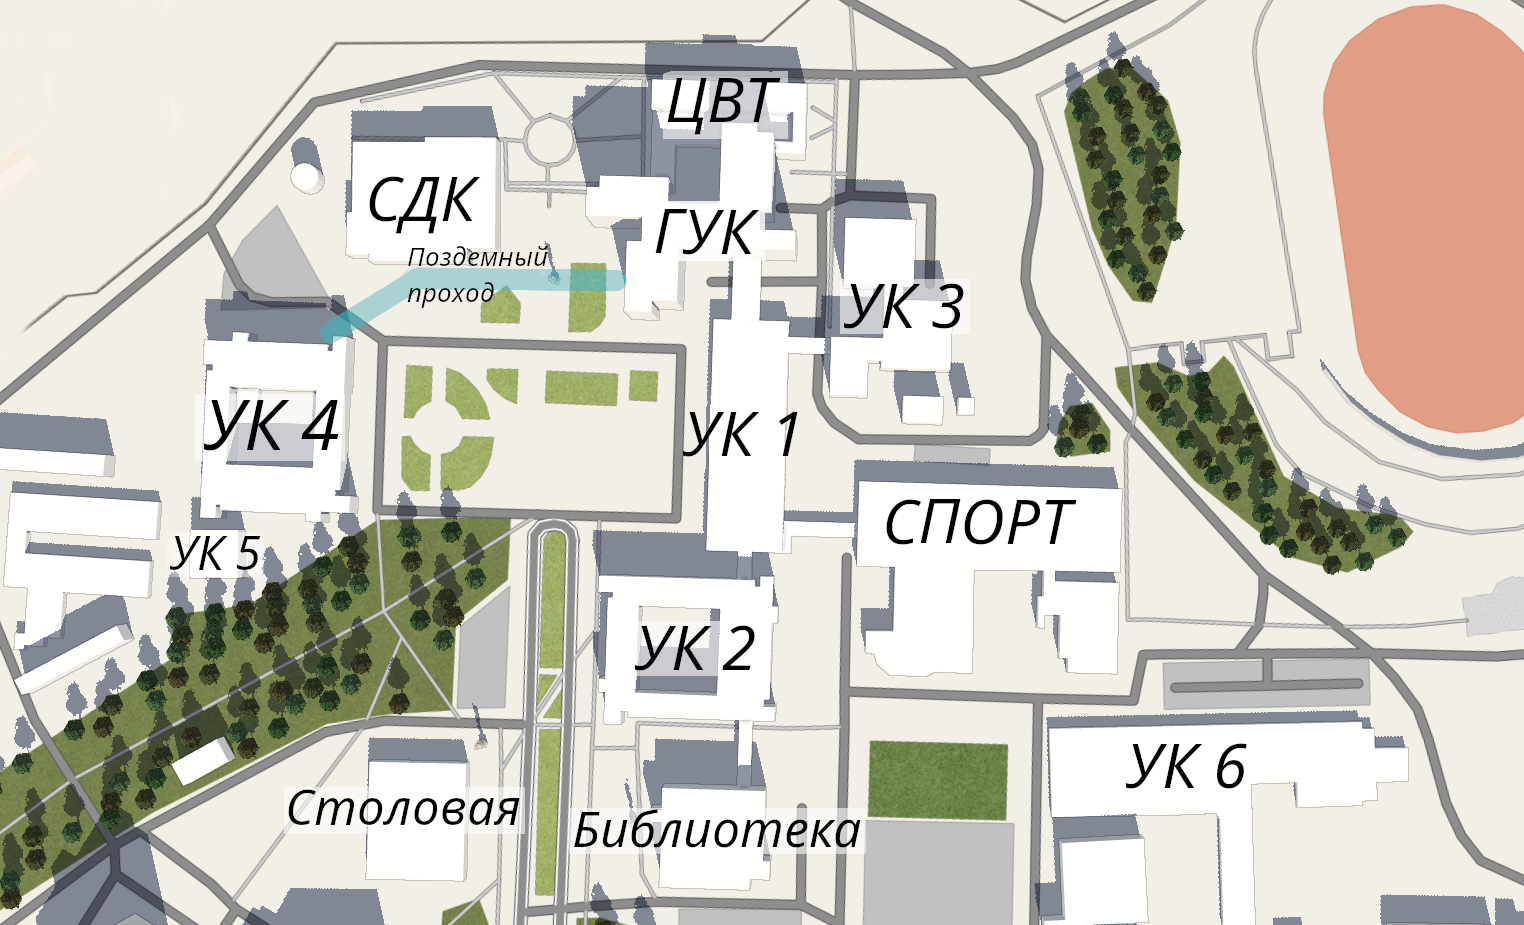 ЦВТ
СДК
ГУК
Поздемный
проход
УК 3
УК 4
УК 1
СПОРТ
УК 5
УК 2
УК 6
Столовая
Библиотека